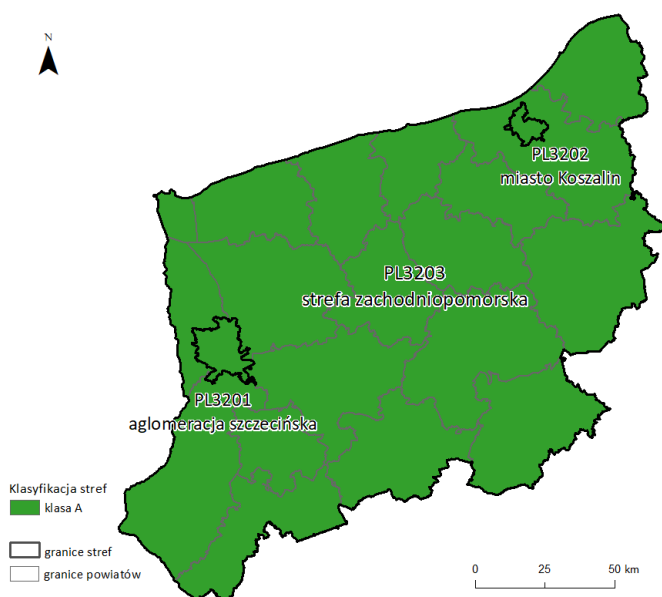 N
PL3202
miasto Koszalin
PL3203
strefa zachodniopomorska
PL3201
aglomeracja szczecińska
Klasyfikacja stref
klasa A
granice stref
granice powiatów
0 25 50 km